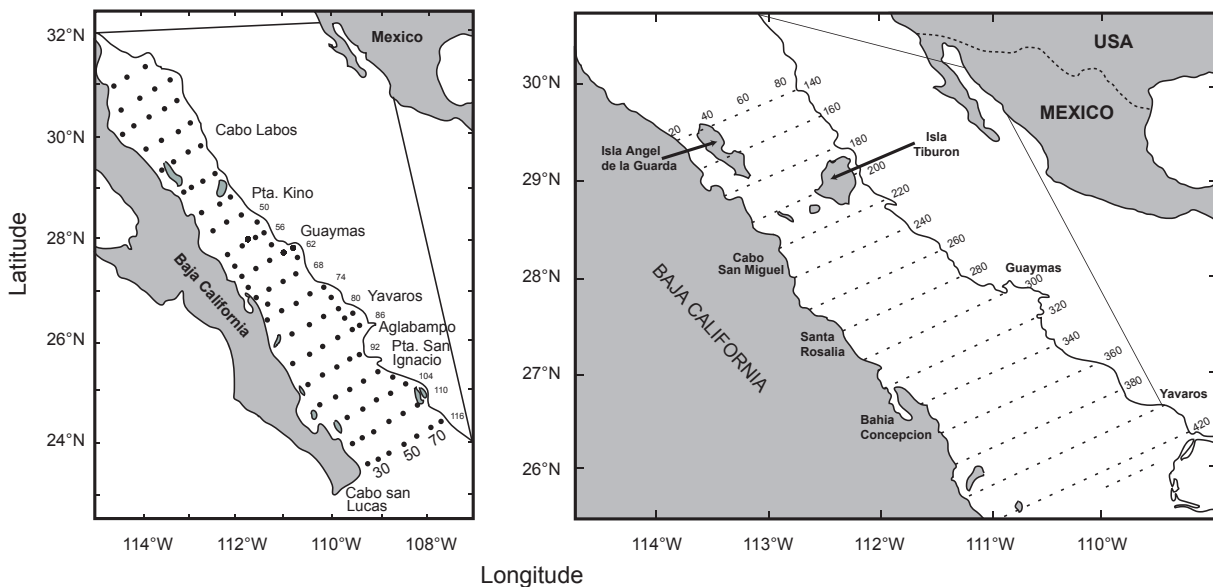 Latitude
32°N
30°N
28°N
26°N
24°N
Mexico
Cabo Labos
Pta. Kino
50
56
Guaymas
62
68
74
80
Yavaros
86
Aglabampo
92
Pta. San
Ignacio
104
110
116
Baja California
30 50 70
Cabo san
Lucas
114°W 112°W 110°W 108°W
30°N
29°N
28°N
27°N
26°N
USA
MEXICO
20 40 60 80 140
160
180
200
220
240
260
280
300
320
340
360
380
420
Isla Angel
de la Guarda
Isla
Tiburon
Cabo
San Miguel
Guaymas
BAJA CALIFORNIA
Santa
Rosalia
Bahia
Concepcion
Yavaros
114°W 113°W 112°W 111°W 110°W
Longitude